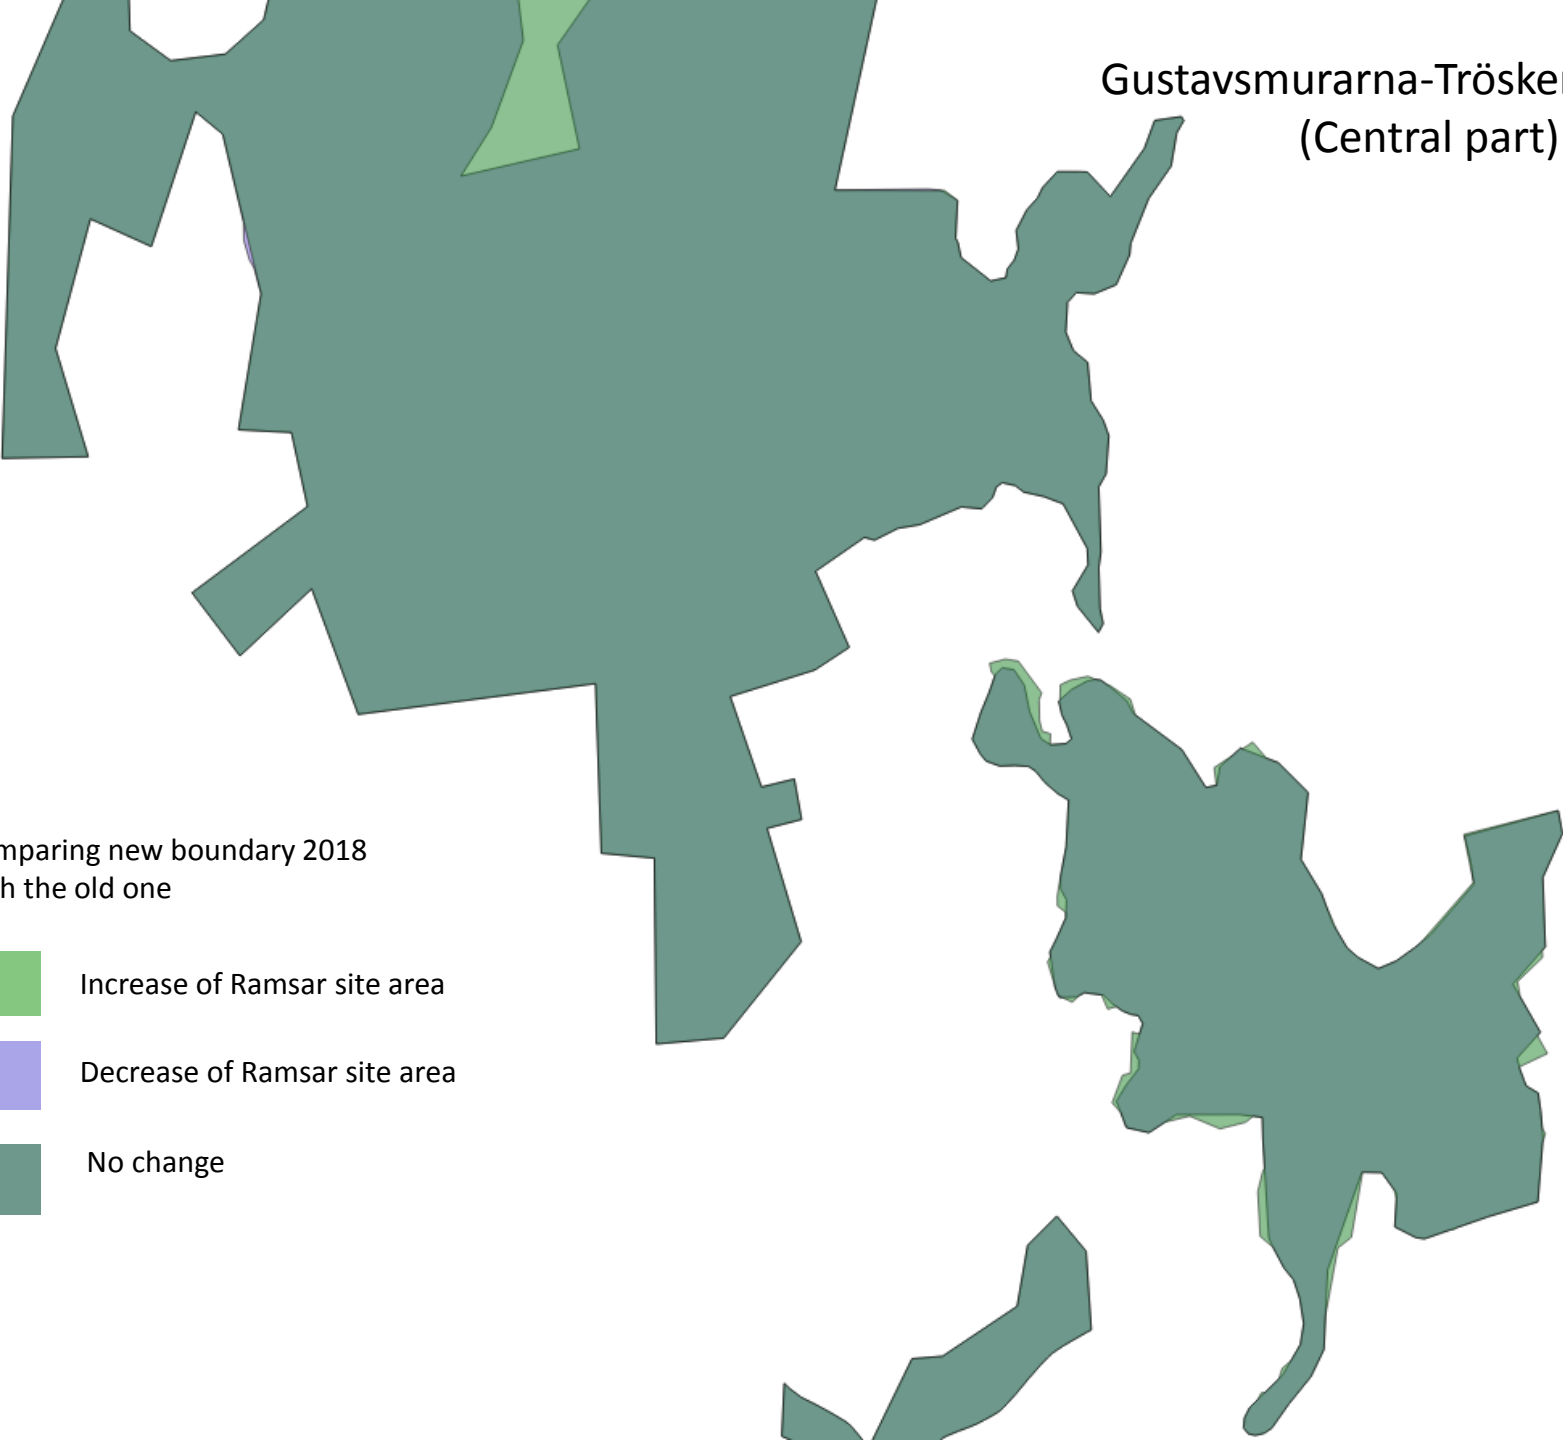 Gustavsmurarna-Trösken
(Central part)
mparing new boundary 2018
h the old one
Increase of Ramsar site area
Decrease of Ramsar site area
No change